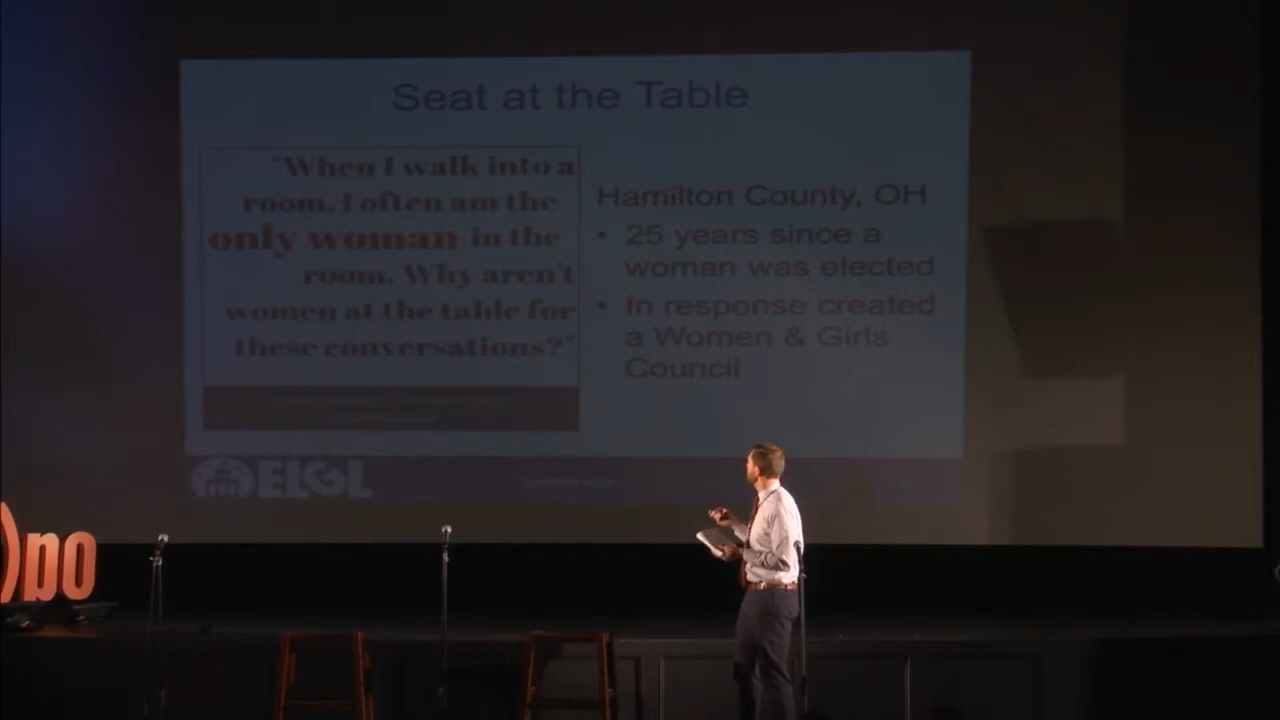 Seat at the Table
"When I walk into a
room, I often am the
only woman in the
room. Why aren't
women at the table for
these conversations?"
Hamilton County, OH
• 25 years since a
woman was elected
• In response created
a Women & Girls
Council
ELGL
po